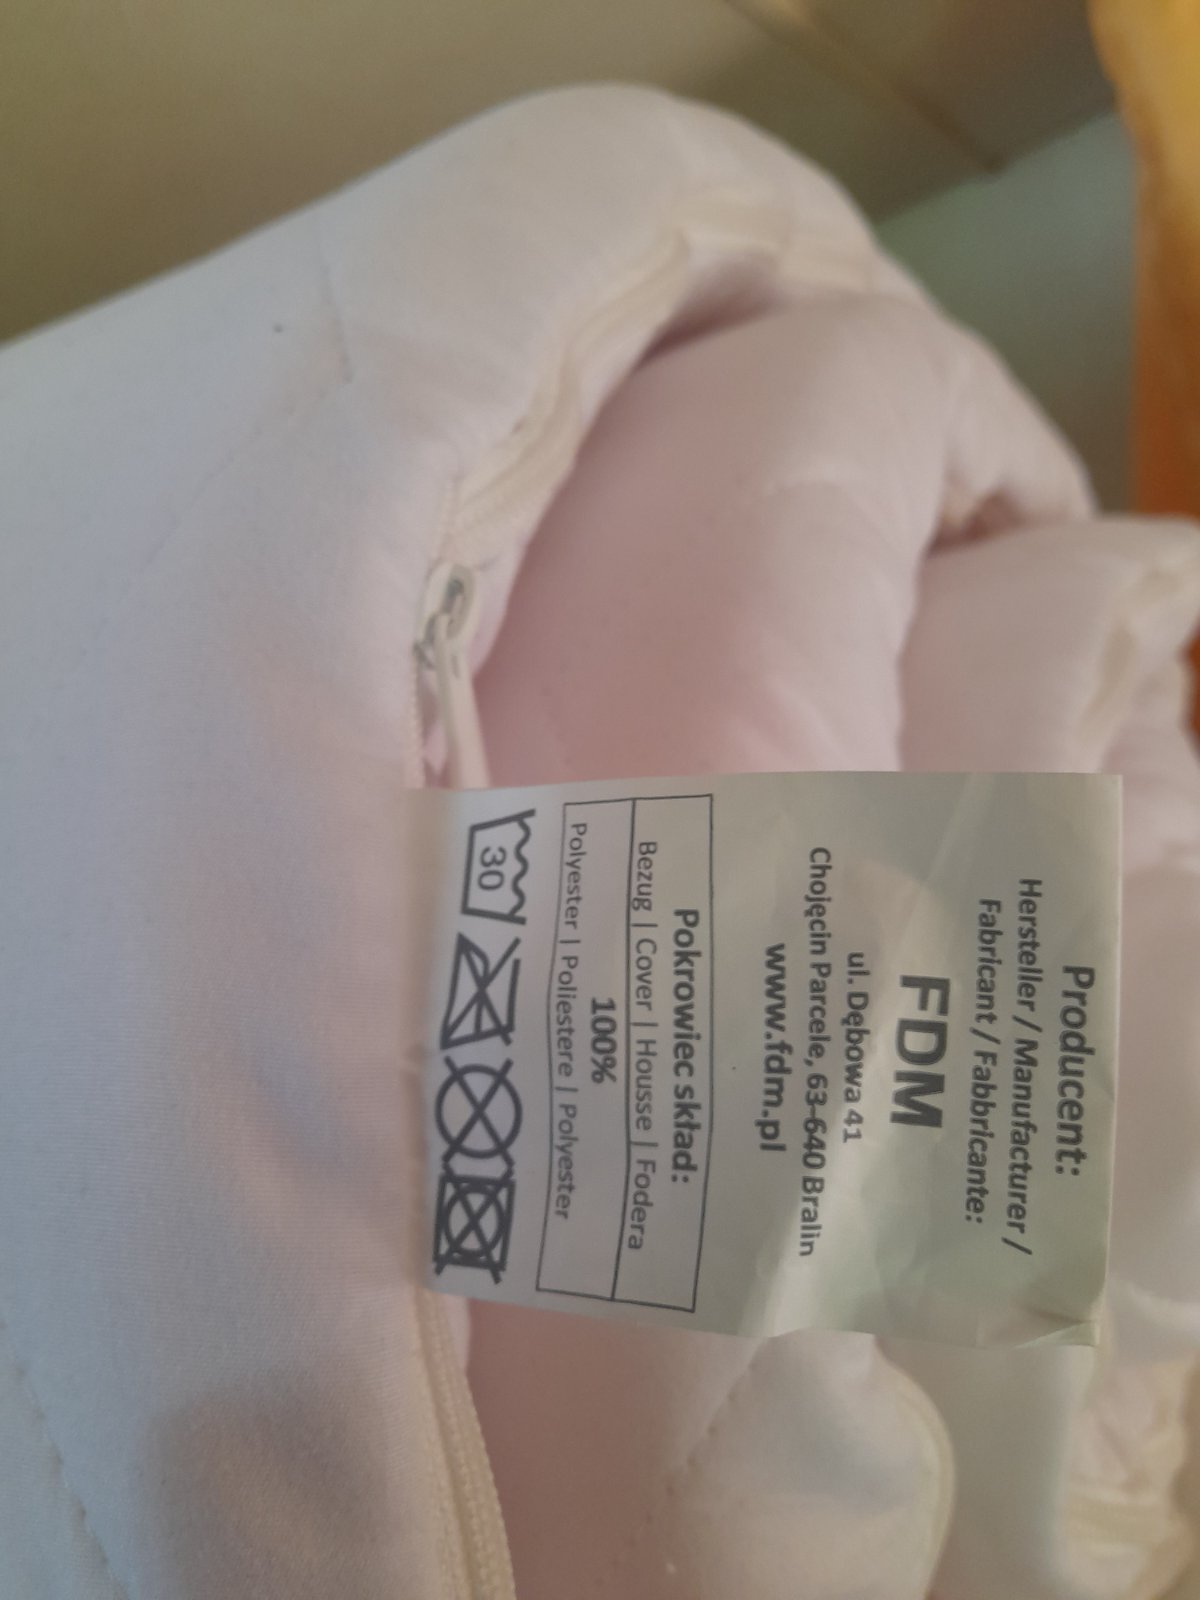 Producent:
Hersteller / Manufacturer /
Fabricant / Fabbricante:
FDM
ul. Dębowa 41
Chojęcin Parcele, 63-640 Bralin
www.fdm.pl
Pokrowiec skład:
Bezug | Cover | Housse | Fodera
100%
Polyester | Poliestere | Polyester
30